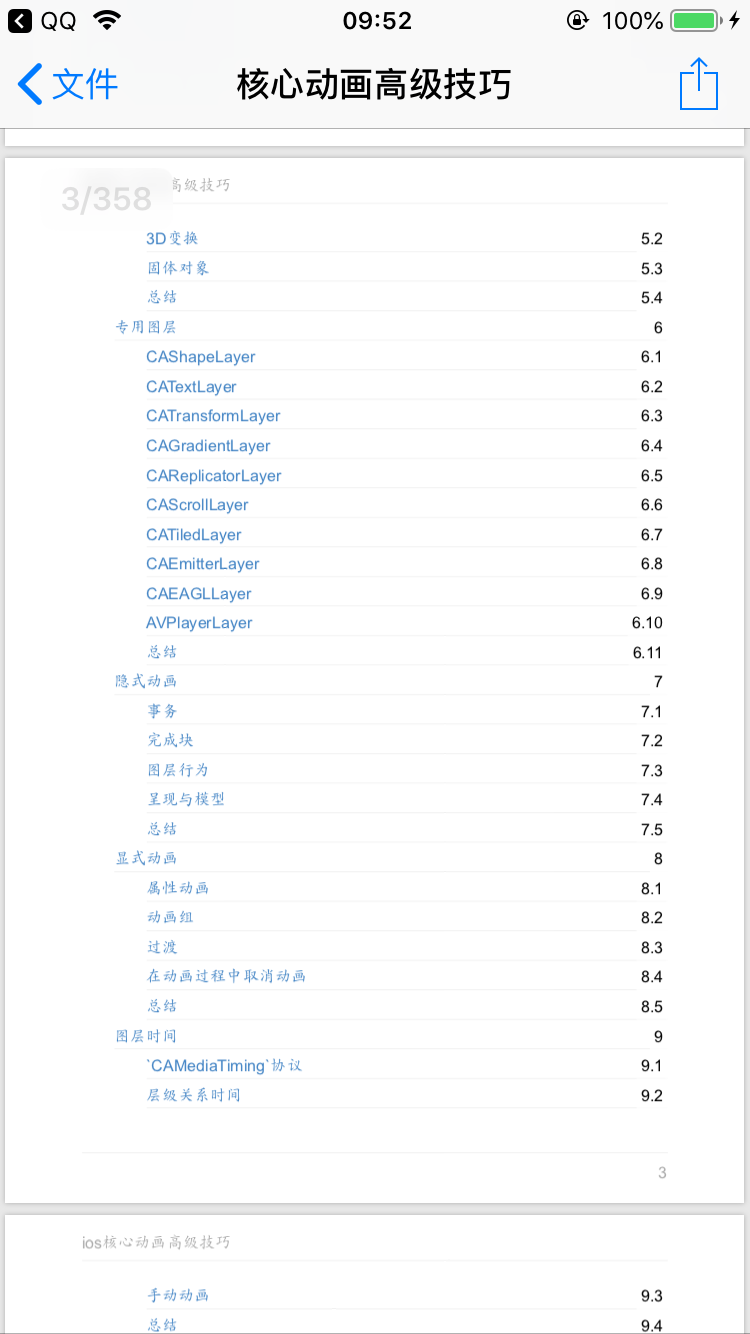 QQ 09:52 100%
文件 核心动画高级技巧
3/358 高级技巧
3D变换 5.2
固体对象 5.3
总结 5.4
专用图层 6
CAShapeLayer 6.1
CATextLayer 6.2
CATransformLayer 6.3
CAGradientLayer 6.4
CAReplicatorLayer 6.5
CAScrollLayer 6.6
CATiledLayer 6.7
CAEmitterLayer 6.8
CAEAGLLayer 6.9
AVPlayerLayer 6.10
总结 6.11
隐式动画 7
事务 7.1
完成块 7.2
图层行为 7.3
呈现与模型 7.4
总结 7.5
显式动画 8
属性动画 8.1
动画组 8.2
过渡 8.3
在动画过程中取消动画 8.4
总结 8.5
图层时间 9
`CAMediaTiming`协议 9.1
层级关系时间 9.2
3
ios核心动画高级技巧
手动动画 9.3
总结 9.4